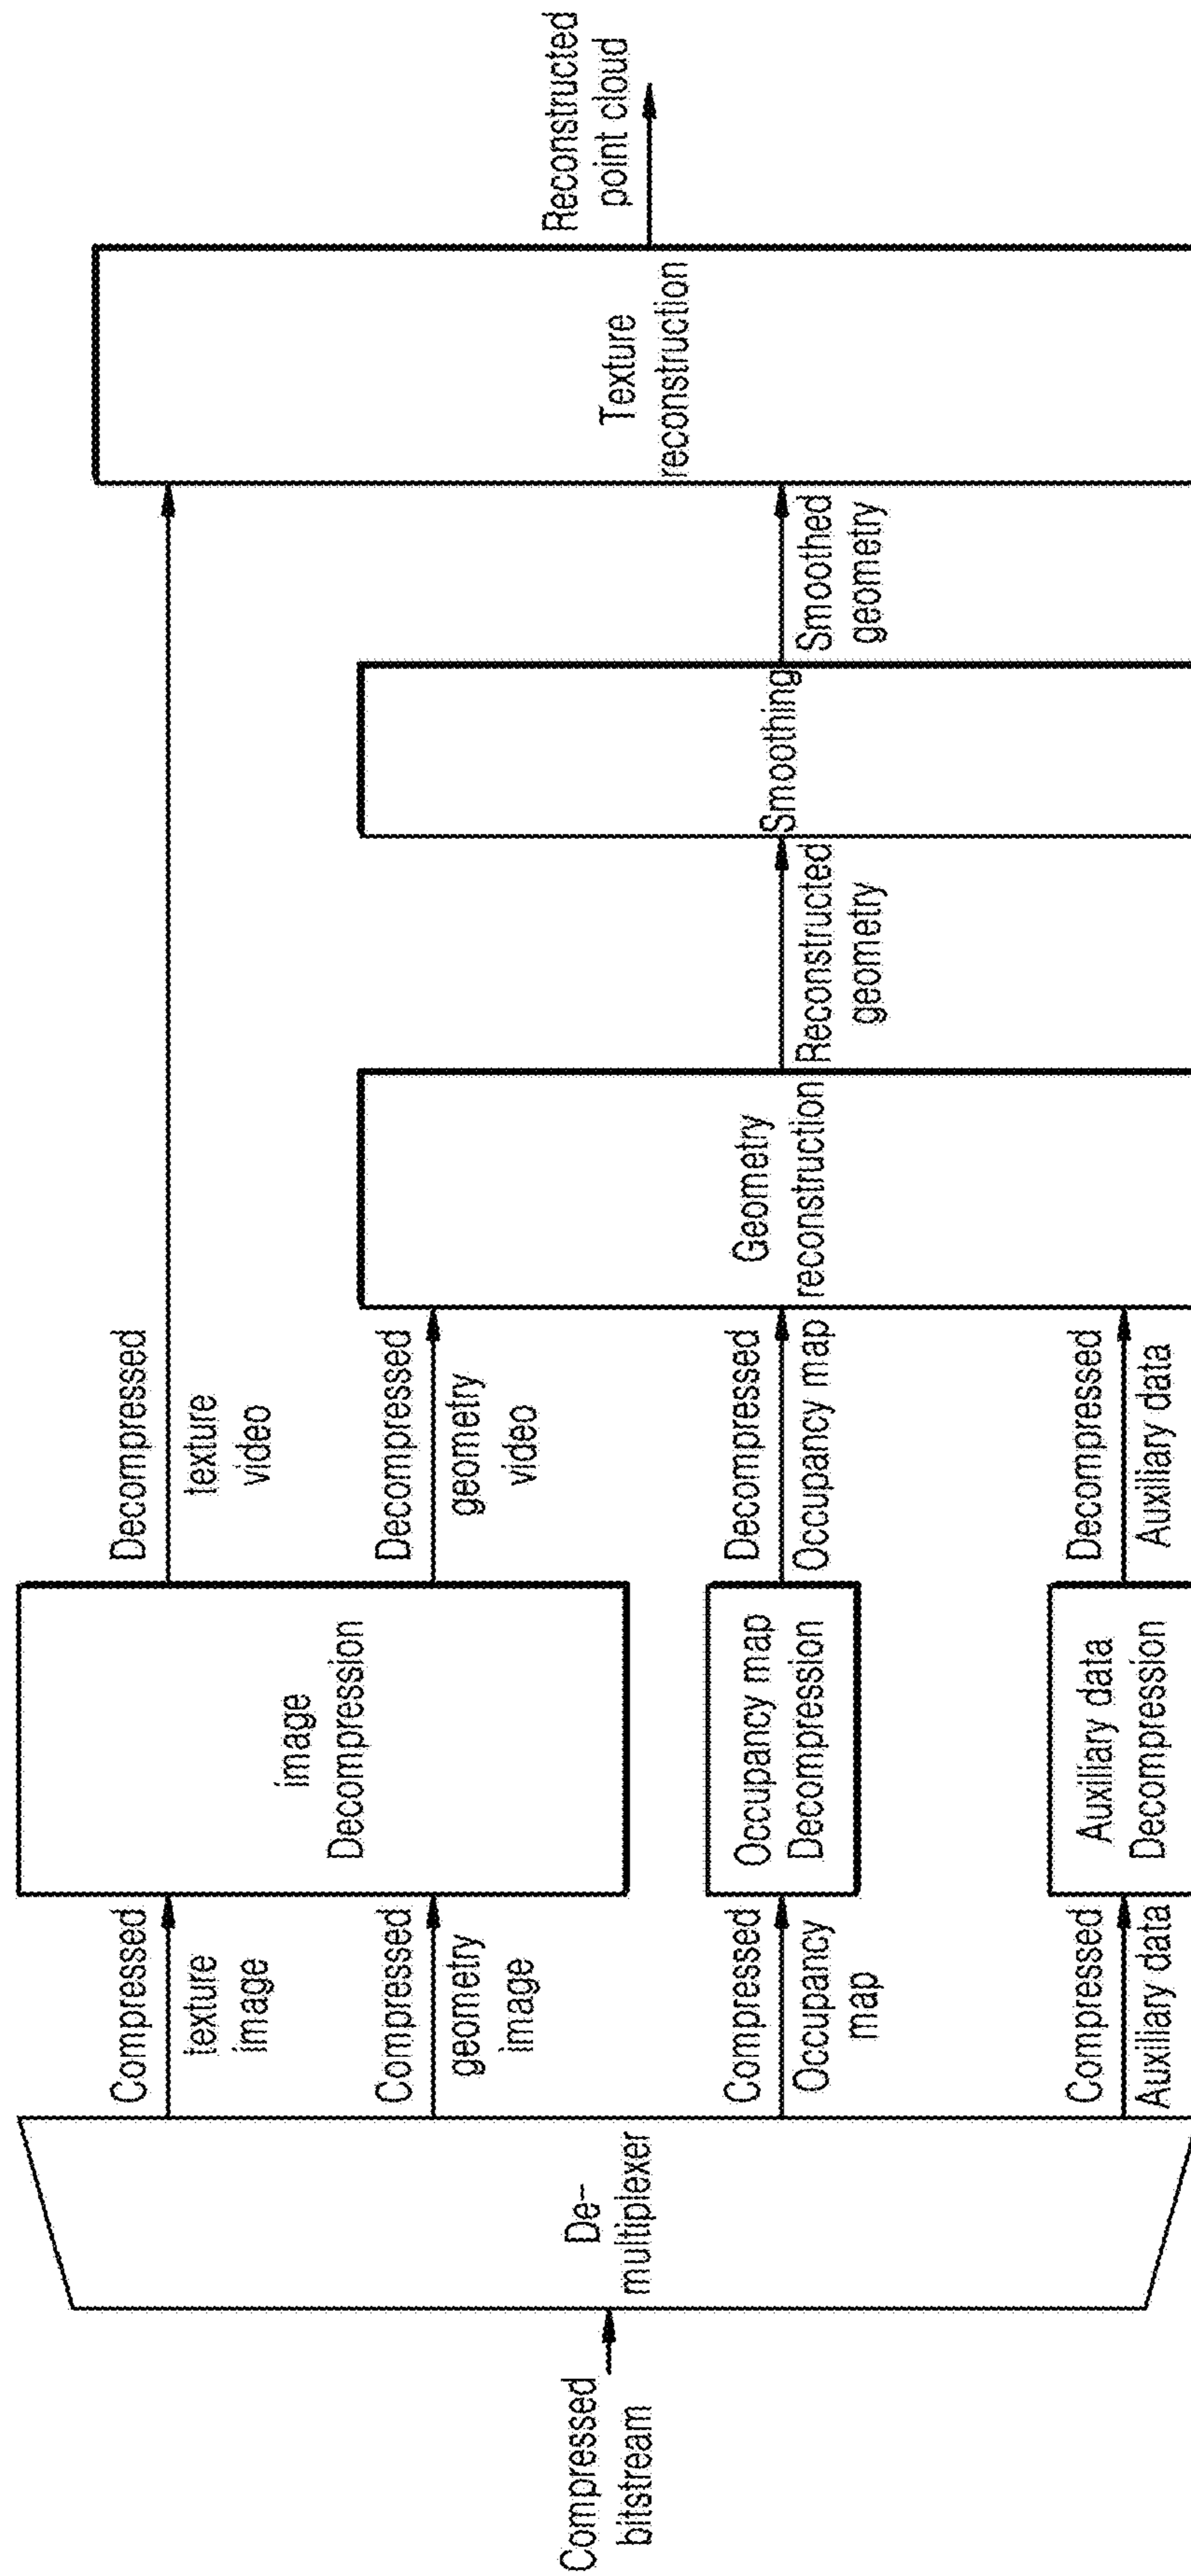 Compressed
bitstream
De-
multiplexer
Compressed
texture
image
Compressed
geometry
image
Compressed
Occupancy
map
Compressed
Auxiliary data
image
Decompression
Occupancy map
Decompression
Auxiliary data
Decompression
Decompressed
texture
video
Decompressed
geometry
video
Decompressed
Occupancy map
Decompressed
Auxiliary data
Geometry
reconstruction
Reconstructed
geometry
Smoothing
Smoothed
geometry
Texture
reconstruction
Reconstructed
point cloud